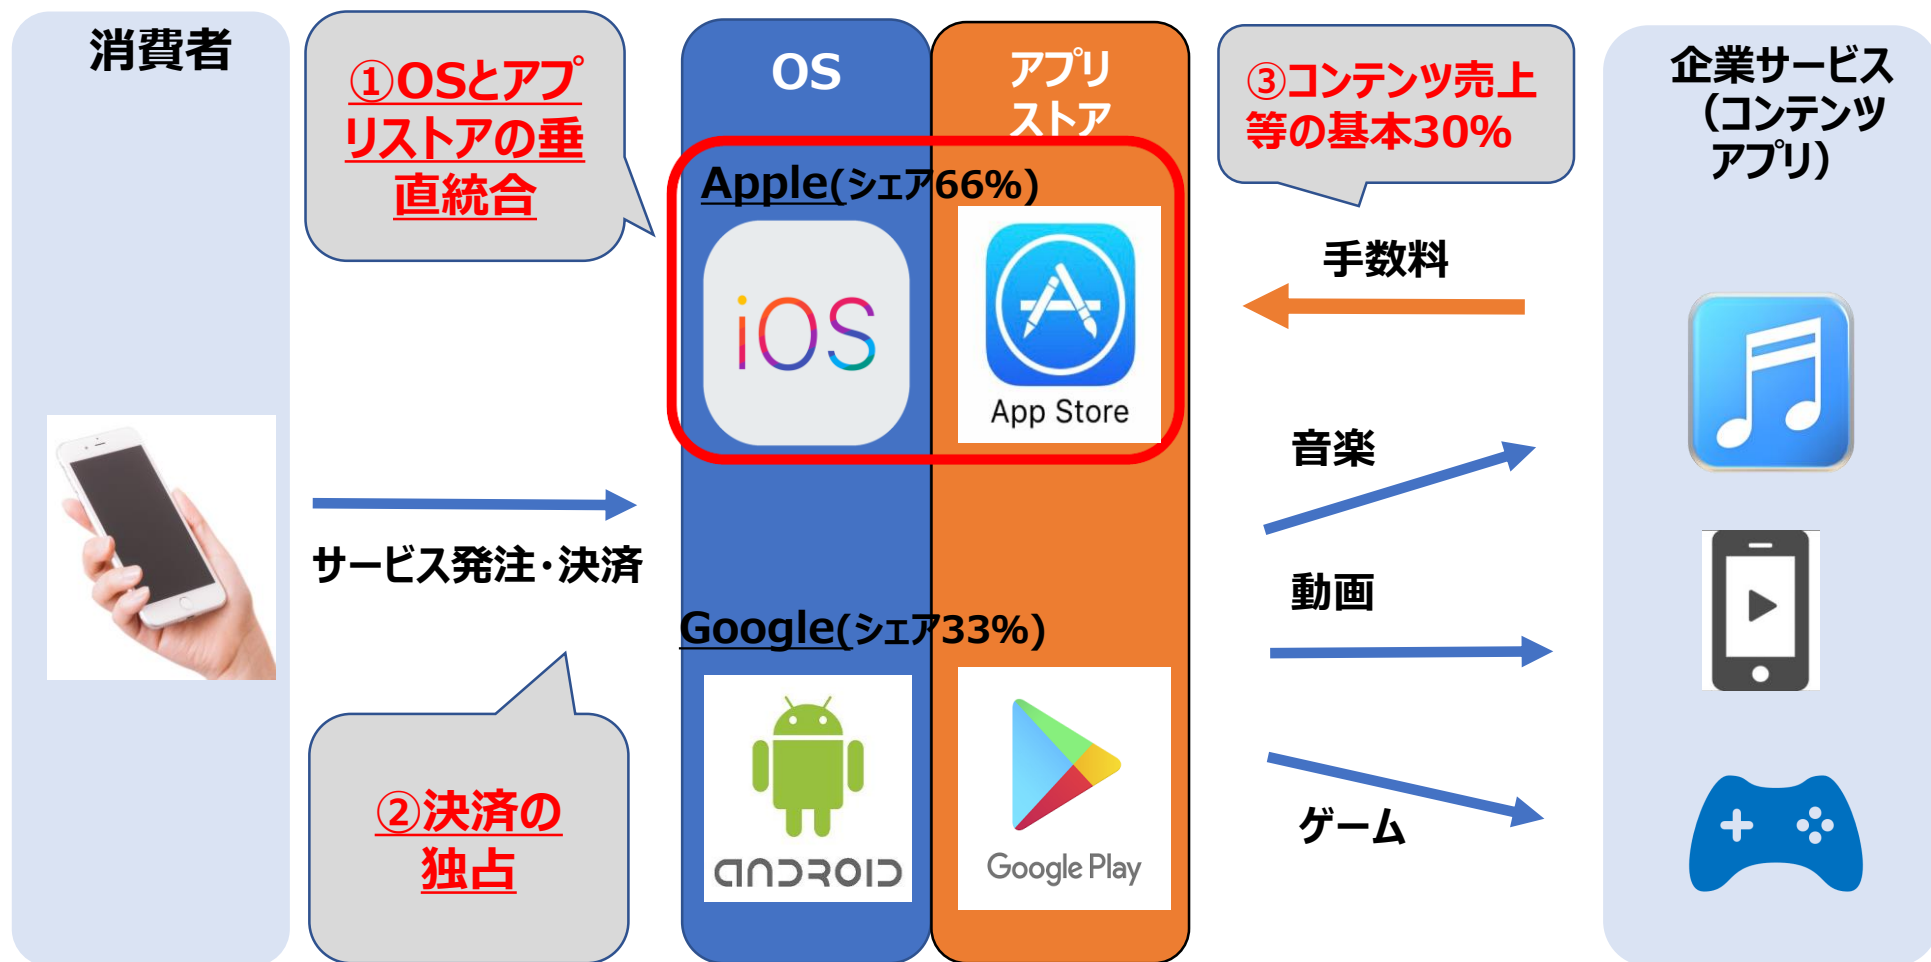 消費者
①OSとアプ
リストアの垂
直統合
OS
アプリ
ストア
③コンテンツ売上
等の基本30%
企業サービス
（コンテンツ
アプリ）
Apple(シェア66%)
iOS
App Store
手数料
音楽
サービス発注・決済
動画
Google(シェア33%)
ゲーム
②決済の
独占
ANDROID
Google Play